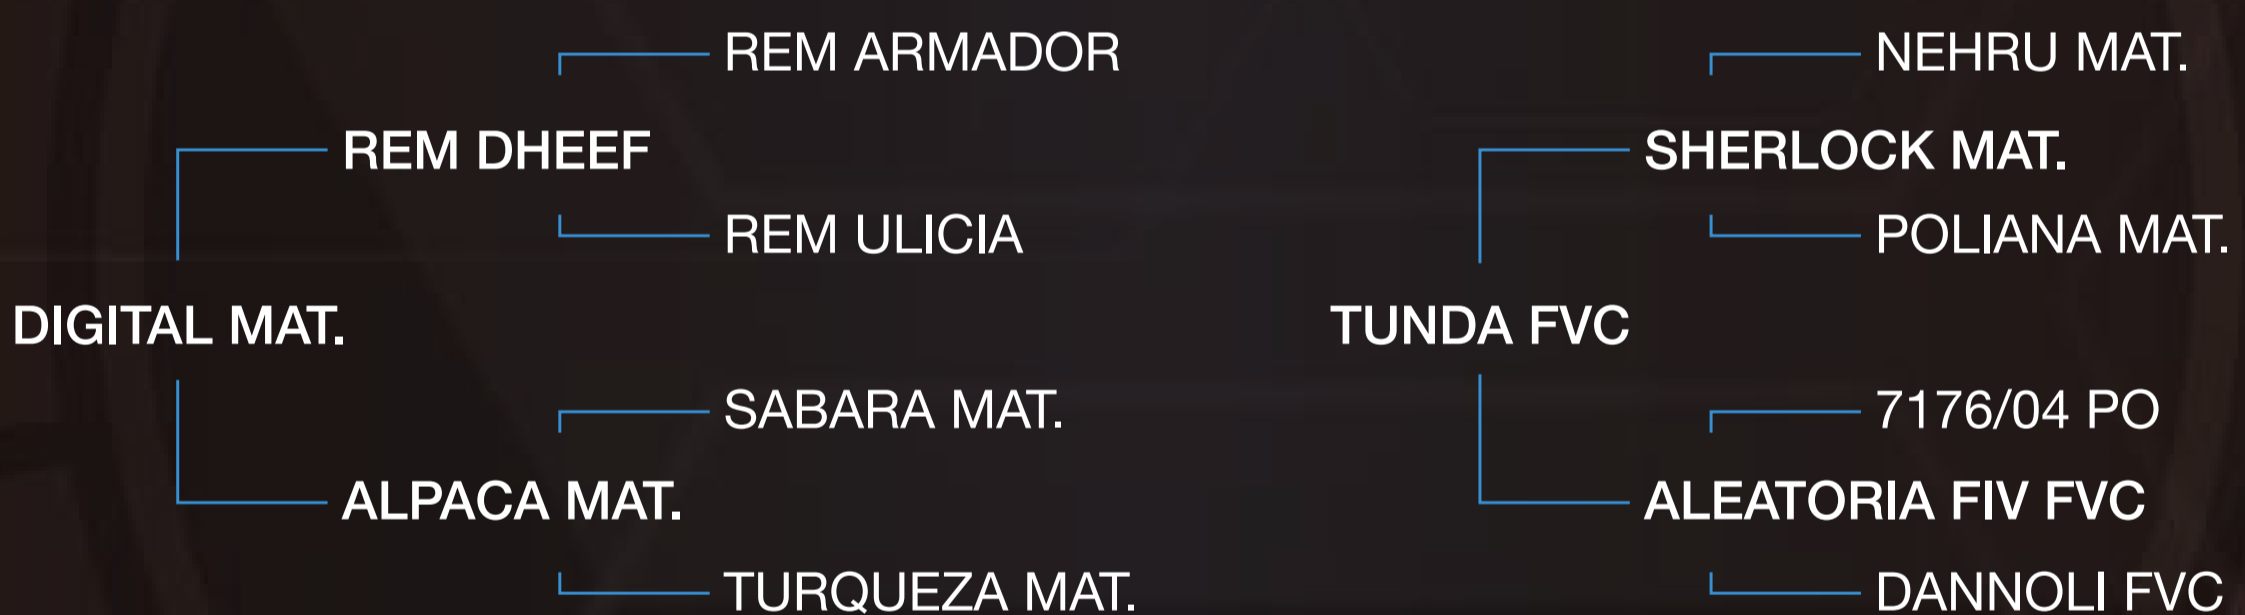 REM ARMADOR
REM DHEEF
REM ULICIA
DIGITAL MAT.
SABARA MAT.
ALPACA MAT.
TURQUEZA MAT.
NEHRU MAT.
SHERLOCK MAT.
POLIANA MAT.
TUNDA FVC
7176/04 PO
ALEATORIA FIV FVC
DANNOLI FVC